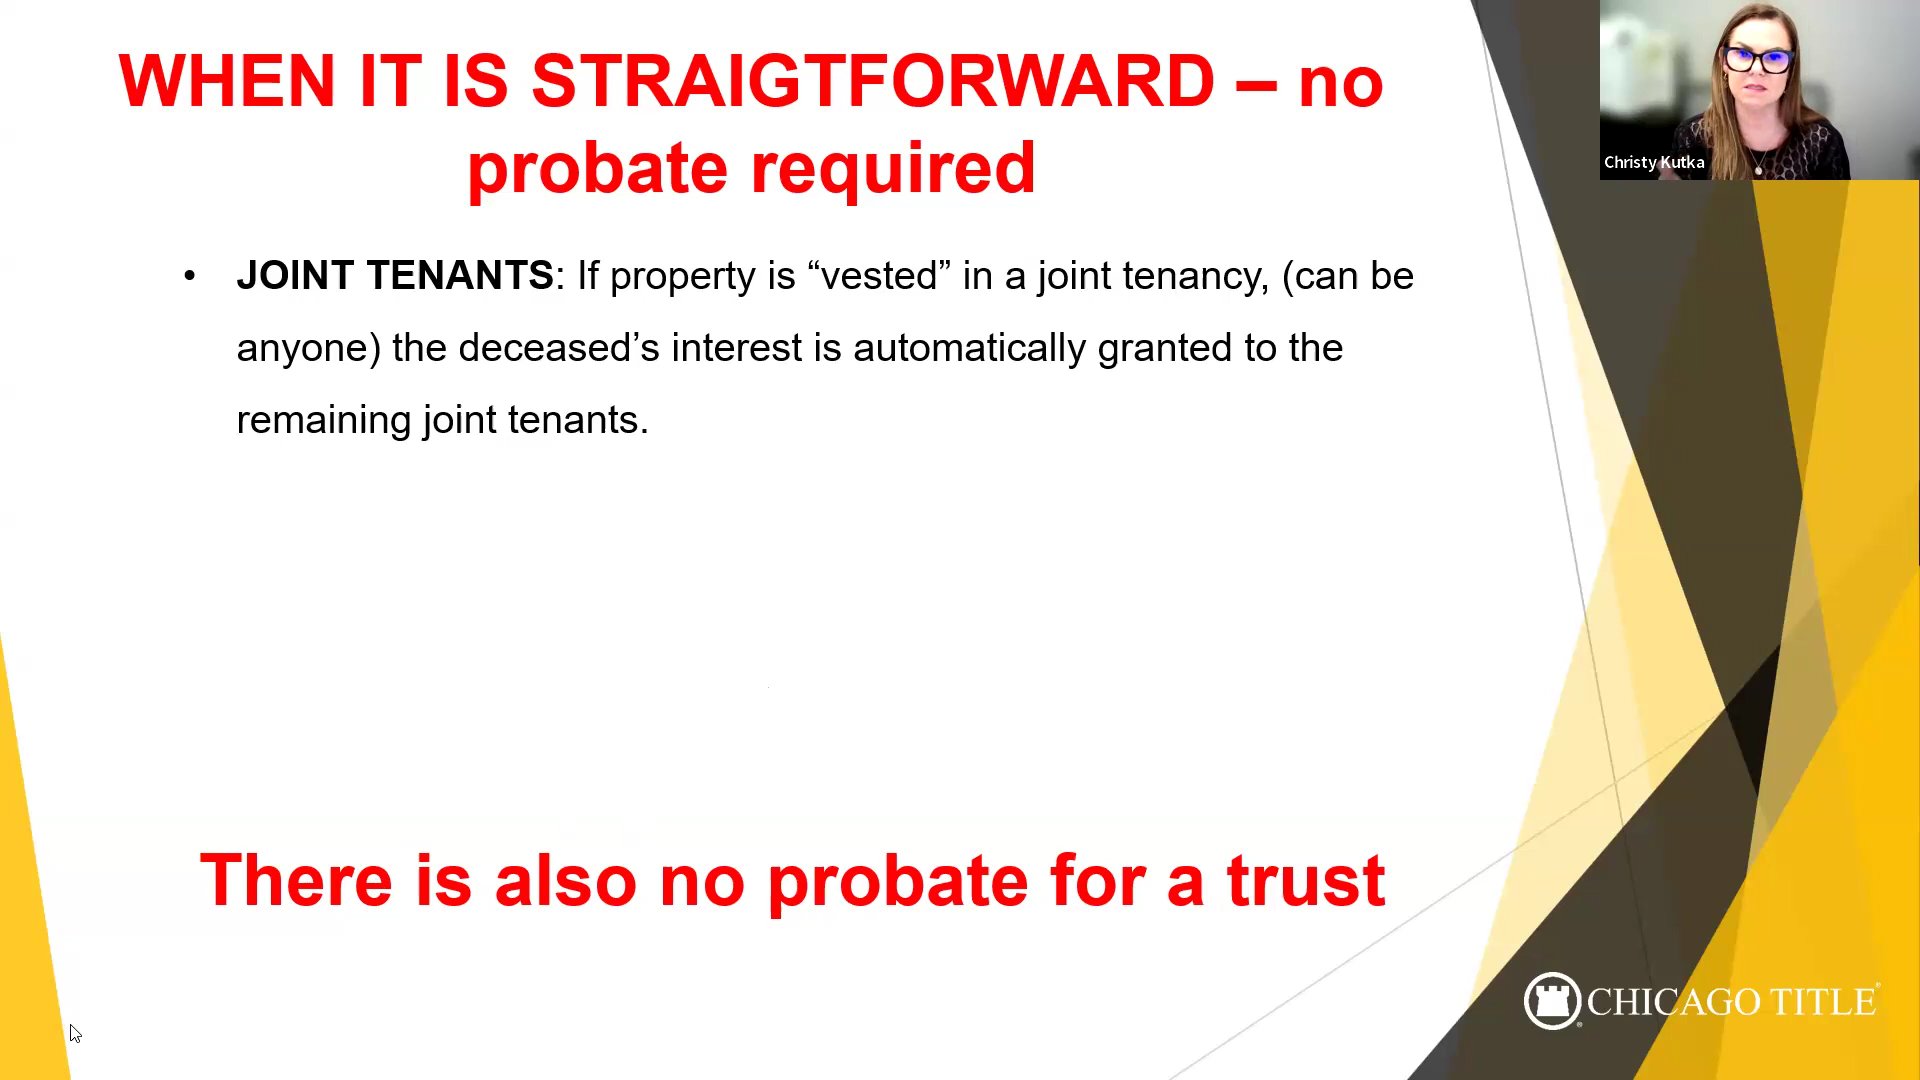 WHEN IT IS STRAIGTFORWARD – no
probate required
Christy Kutka
• JOINT TENANTS: If property is “vested” in a joint tenancy, (can be
anyone) the deceased’s interest is automatically granted to the
remaining joint tenants.
There is also no probate for a trust
CHICAGO TITLE®